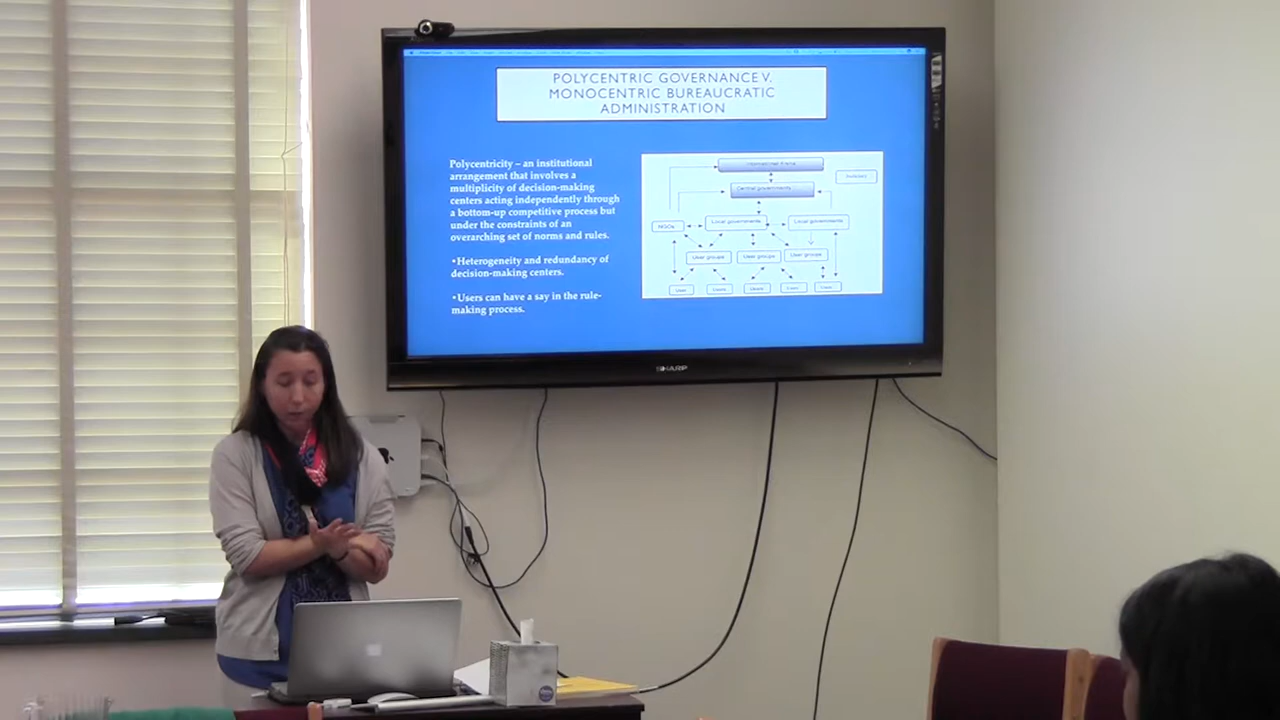 POLYCENTRIC GOVERNANCE V.
MONOCENTRIC BUREAUCRATIC
ADMINISTRATION
Polycentricity – an institutional
arrangement that involves a
multiplicity of decision-making
centers acting independently through
a bottom-up competitive process but
under the constraints of an
overarching set of norms and rules.
•Heterogeneity and redundancy of
decision-making centers.
•Users can have a say in the rule-
making process.
Central governments
NGOs
Local governments
Local governments
User groups
User groups
User groups
Users
Users
Users
SHARP